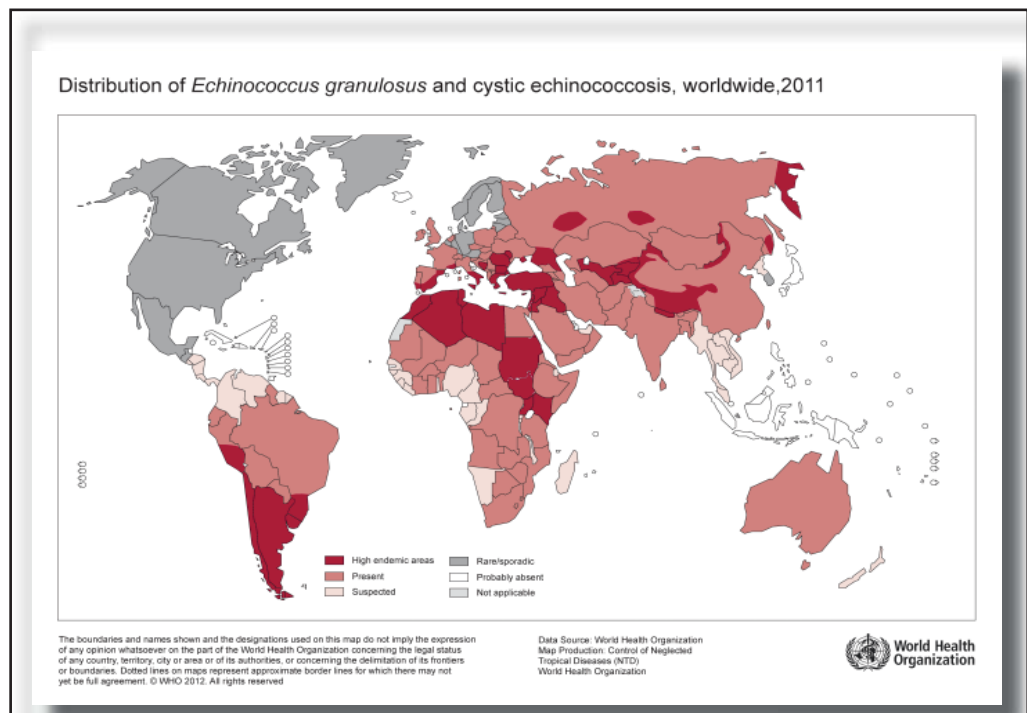 Distribution of Echinococcus granulosus and cystic echinococcosis, worldwide,2011
High endemic areas
Present
Suspected
Rare/sporadic
Probably absent
Not applicable
The boundaries and names shown and the designations used on this map do not imply the expression
of any opinion whatsoever on the part of the World Health Organization concerning the legal status
of any country, territory, city or area or of its authorities, or concerning the delimitation of its frontiers
or boundaries. Dotted lines on maps represent approximate border lines for which there may not
yet be full agreement. © WHO 2012. All rights reserved
Data Source: World Health Organization
Map Production: Control of Neglected
Tropical Diseases (NTD)
World Health Organization
World Health
Organization